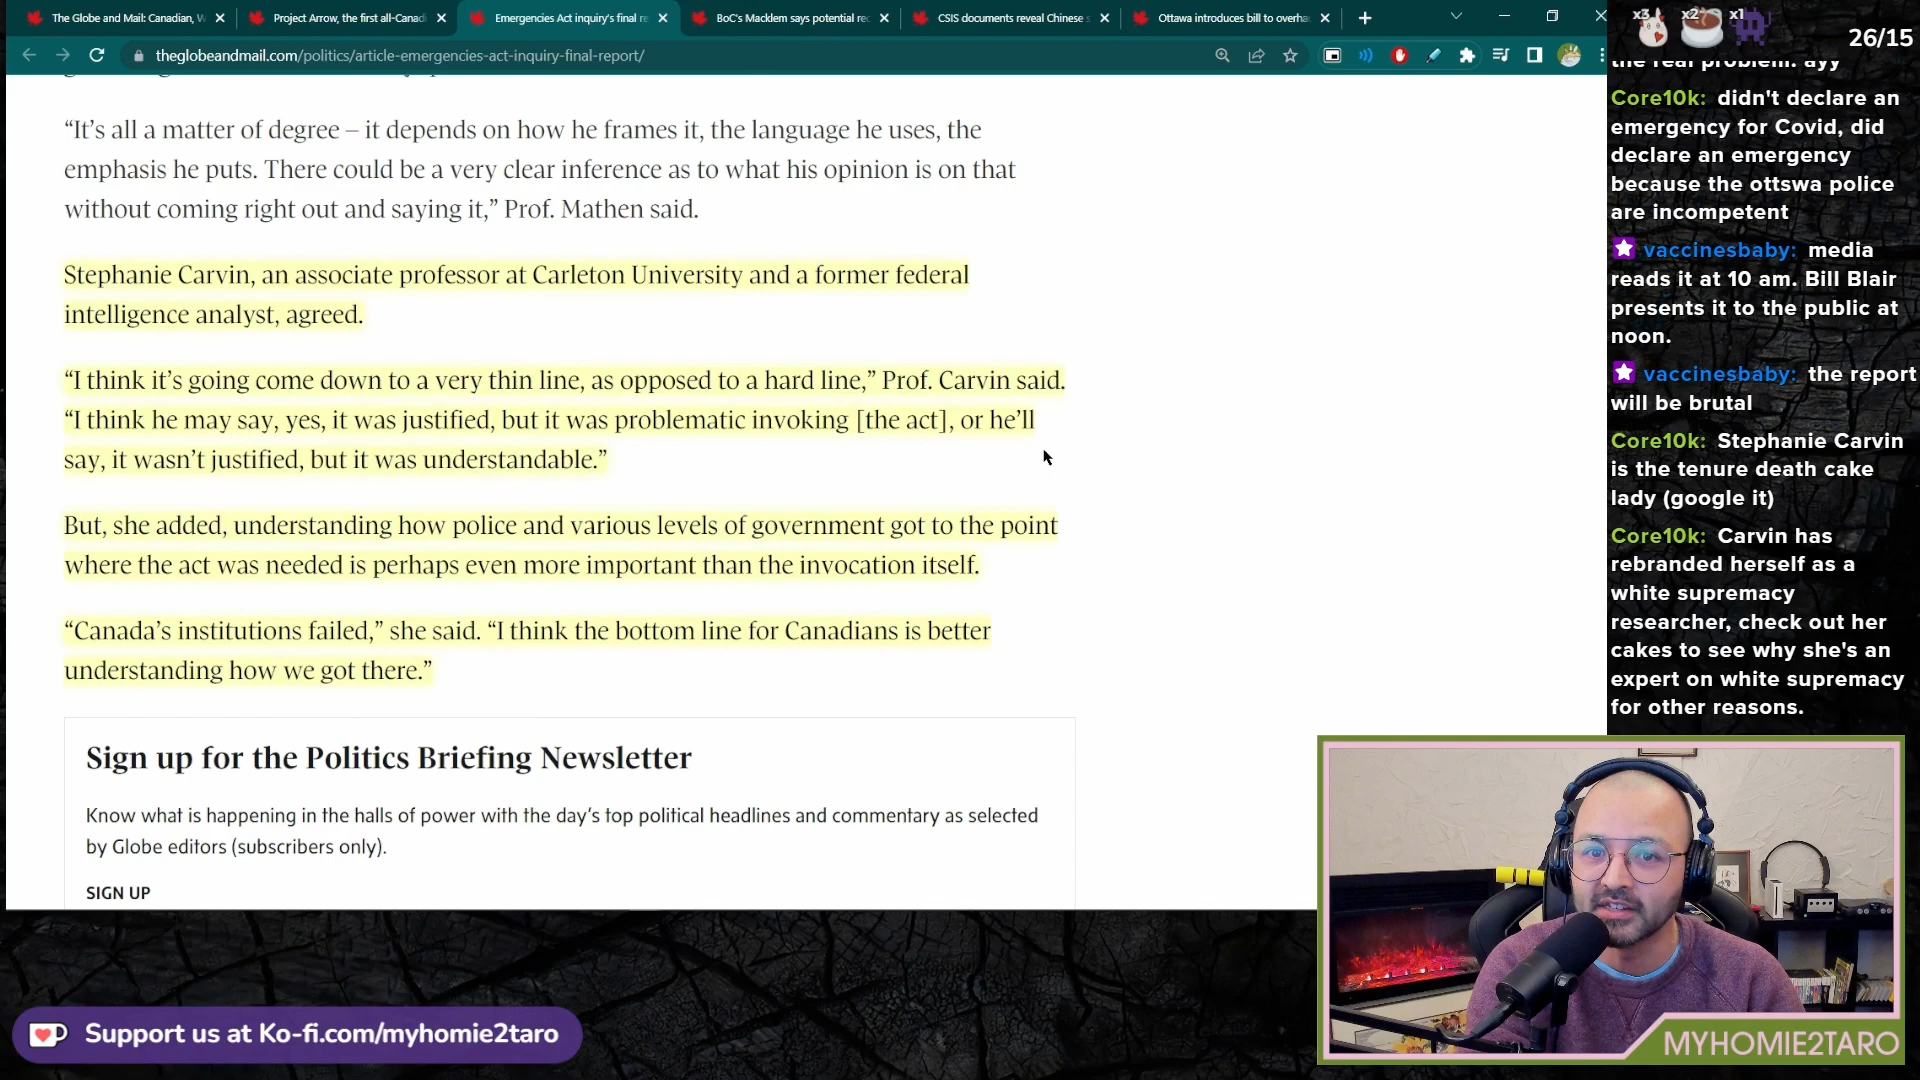 The Globe and Mail: Canadian, W
Project Arrow, the first all-Canadi
Emergencies Act inquiry's final re
BoC's Macklem says potential rec
CSIS documents reveal Chinese s
Ottawa introduces bill to overha
theglobeandmail.com/politics/article-emergencies-act-inquiry-final-report/
“It’s all a matter of degree – it depends on how he frames it, the language he uses, the
emphasis he puts. There could be a very clear inference as to what his opinion is on that
without coming right out and saying it,” Prof. Mathen said.
Stephanie Carvin, an associate professor at Carleton University and a former federal
intelligence analyst, agreed.
“I think it’s going come down to a very thin line, as opposed to a hard line,” Prof. Carvin said.
“I think he may say, yes, it was justified, but it was problematic invoking [the act], or he’ll
say, it wasn’t justified, but it was understandable.”
But, she added, understanding how police and various levels of government got to the point
where the act was needed is perhaps even more important than the invocation itself.
“Canada’s institutions failed,” she said. “I think the bottom line for Canadians is better
understanding how we got there.”
Sign up for the Politics Briefing Newsletter
Know what is happening in the halls of power with the day’s top political headlines and commentary as selected
by Globe editors (subscribers only).
SIGN UP
x3 x2 x1
26/15
the real problem. ayy
Core10k: didn't declare an
emergency for Covid, did
declare an emergency
because the ottswa police
are incompetent
vaccinesbaby: media
reads it at 10 am. Bill Blair
presents it to the public at
noon.
vaccinesbaby: the report
will be brutal
Core10k: Stephanie Carvin
is the tenure death cake
lady (google it)
Core10k: Carvin has
rebranded herself as a
white supremacy
researcher, check out her
cakes to see why she's an
expert on white supremacy
for other reasons.
Support us at Ko-fi.com/myhomie2taro
MYHOMIE2TARO